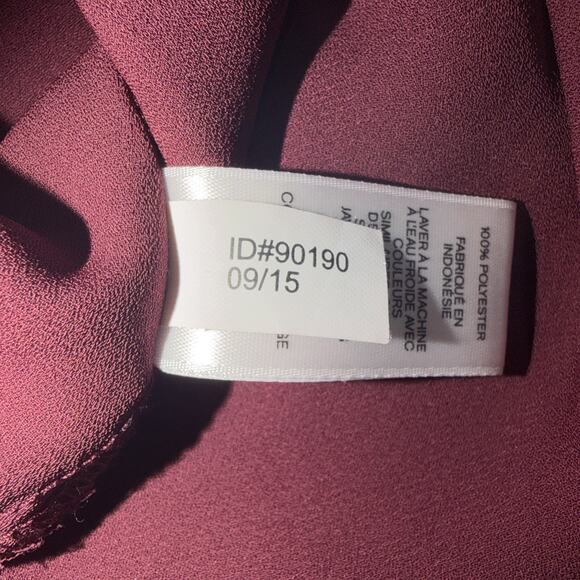 ID#90190
09/15
100% POLYESTER
FABRIQUÉ EN
INDONÉSIE
LAVER À LA MACHINE
À L'EAU FROIDE AVEC
COULEURS